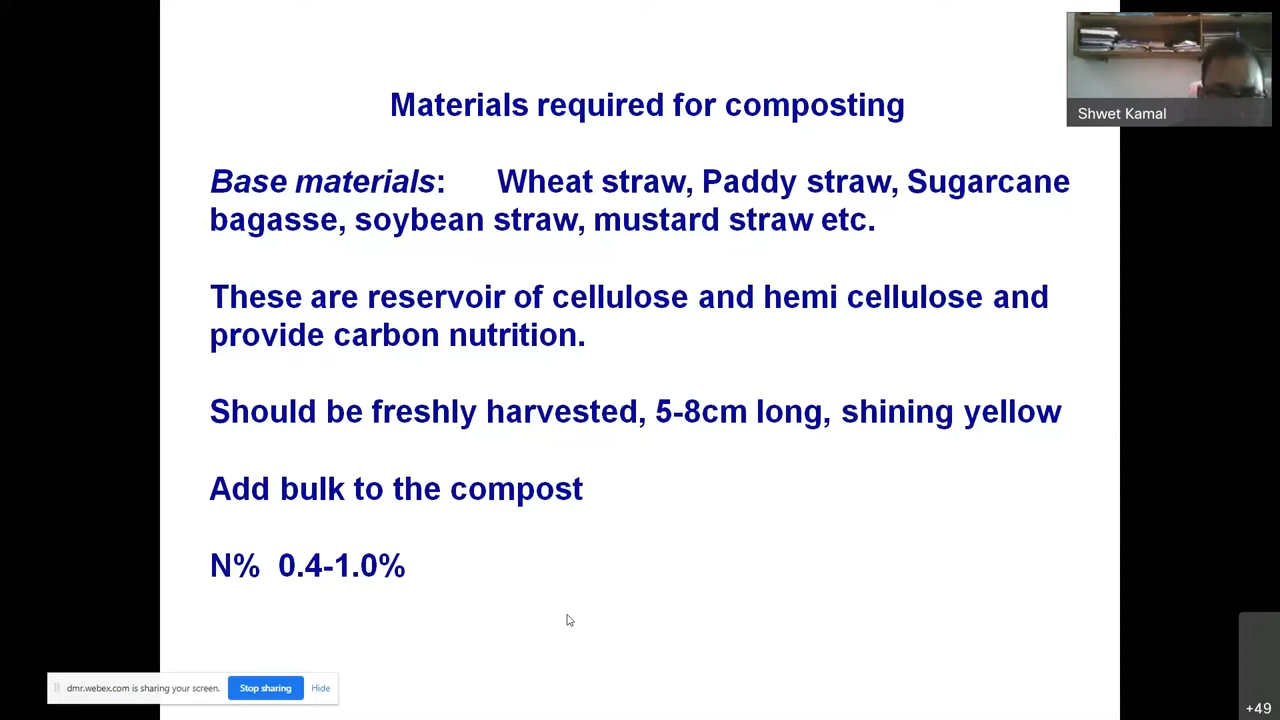 Materials required for composting
Shwet Kamal
Base materials: Wheat straw, Paddy straw, Sugarcane
bagasse, soybean straw, mustard straw etc.
These are reservoir of cellulose and hemi cellulose and
provide carbon nutrition.
Should be freshly harvested, 5-8cm long, shining yellow
Add bulk to the compost
N% 0.4-1.0%
dmr.webex.com is sharing your screen. Stop sharing Hide
+49